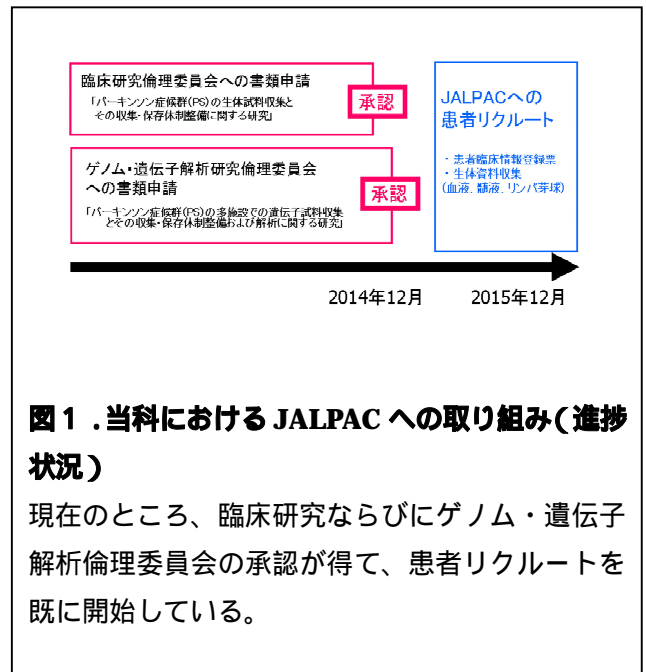 臨床研究倫理委員会への書類申請
「パーキンソン症候群(PS)の生体試料収集と
その収集・保存体制整備に関する研究」
承認
ゲノム・遺伝子解析研究倫理委員会
への書類申請
「パーキンソン症候群(PS)の多施設での遺伝子試料収集
とその収集・保存体制整備および解析に関する研究」
承認
JALPACへの
患者リクルート
・患者臨床情報登録票
・生体資料収集
(血液、髄液、リンパ芽球)
2014年12月
2015年12月
図１．当科における JALPAC への取り組み（進捗
状況）
現在のところ、臨床研究ならびにゲノム・遺伝子
解析倫理委員会の承認が得て、患者リクルートを
既に開始している。